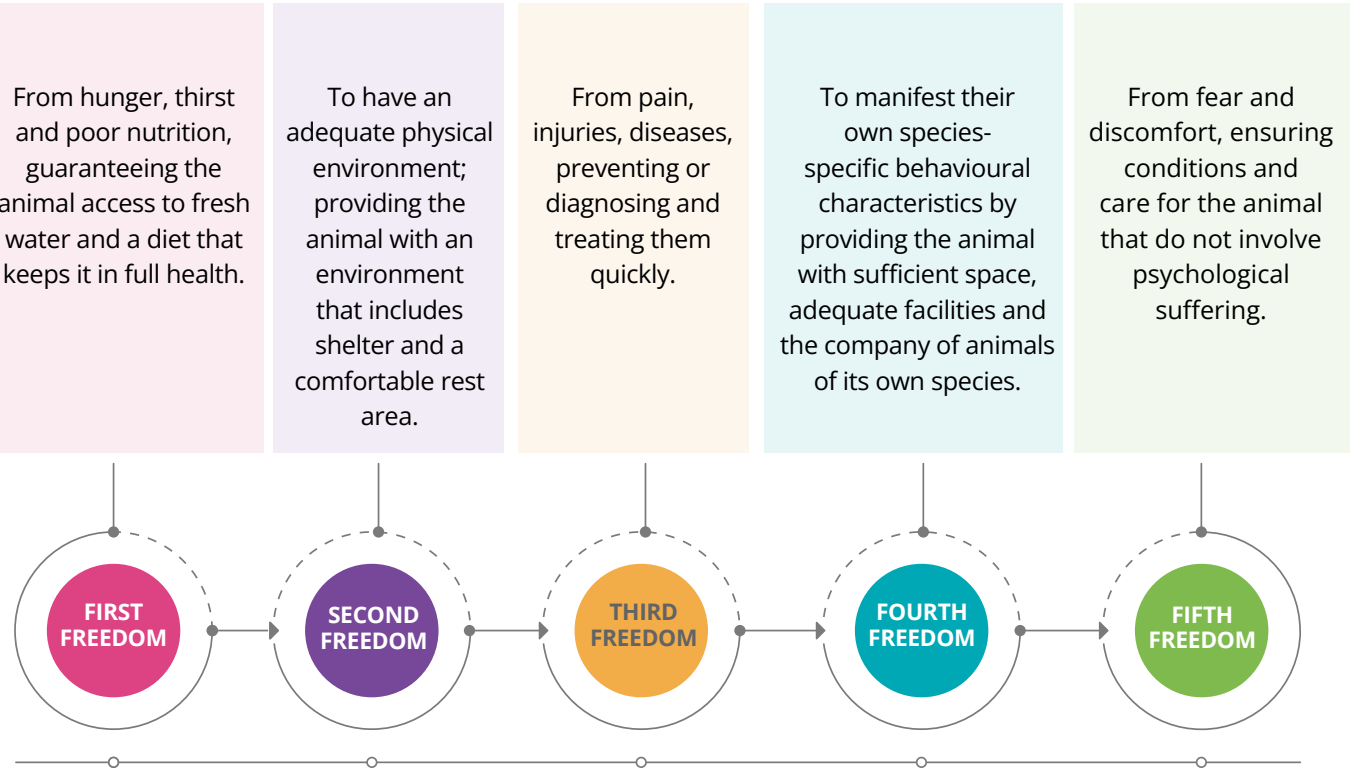 From hunger, thirst
and poor nutrition,
guaranteeing the
animal access to fresh
water and a diet that
keeps it in full health.
To have an
adequate physical
environment;
providing the
animal with an
environment
that includes
shelter and a
comfortable rest
area.
From pain,
injuries, diseases,
preventing or
diagnosing and
treating them
quickly.
To manifest their
own species-
specific behavioural
characteristics by
providing the animal
with sufficient space,
adequate facilities and
the company of animals
of its own species.
From fear and
discomfort, ensuring
conditions and
care for the animal
that do not involve
psychological
suffering.
FIRST
FREEDOM
SECOND
FREEDOM
THIRD
FREEDOM
FOURTH
FREEDOM
FIFTH
FREEDOM